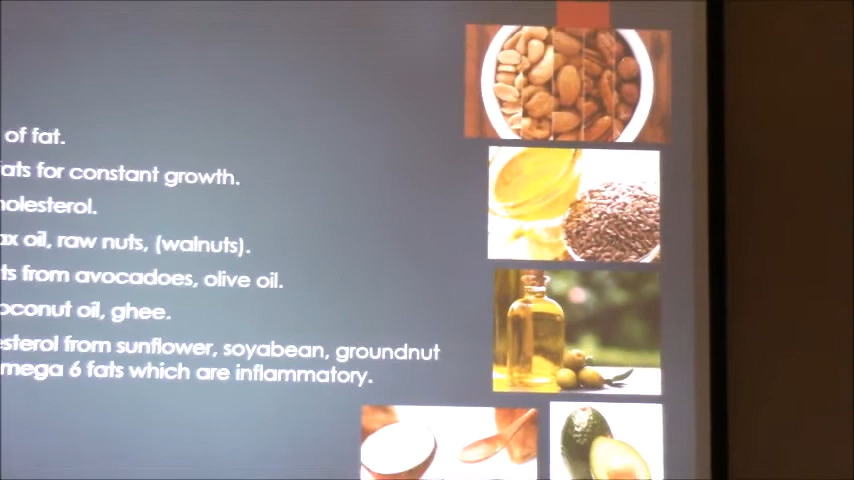 of fat.
ats for constant growth.
holesterol.
ax oil, raw nuts, (walnuts).
ts from avocadoes, olive oil.
oconut oil, ghee.
esterol from sunflower, soyabean, groundnut
mega 6 fats which are inflammatory.